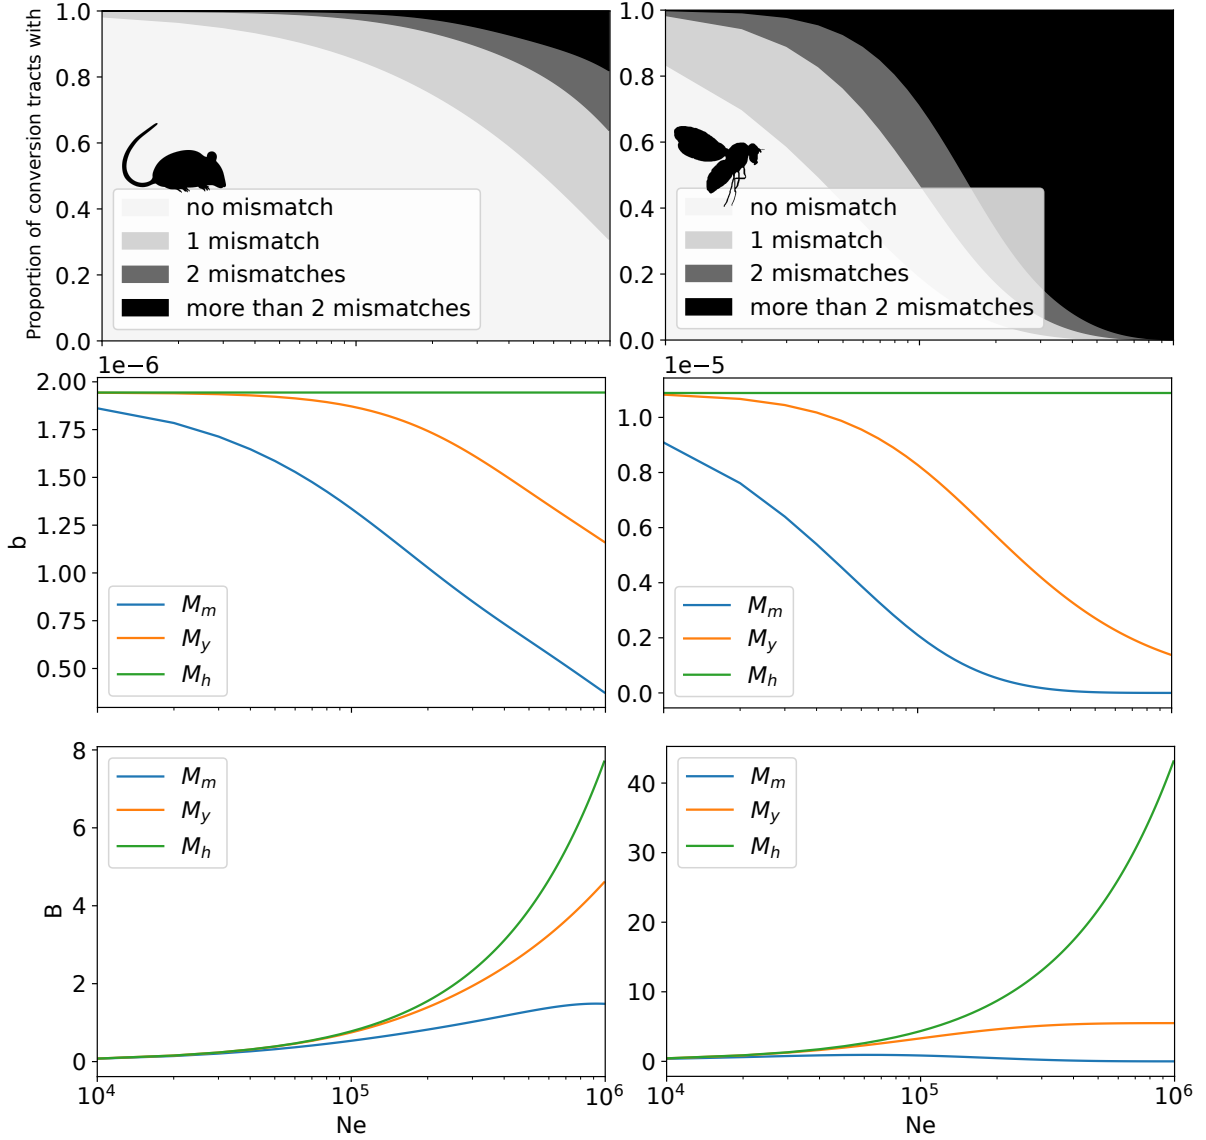 Proportion of conversion tracts with
1.0
0.8
0.6
0.4
0.2
0.0
no mismatch
1 mismatch
2 mismatches
more than 2 mismatches
1.0
0.8
0.6
0.4
0.2
0.0
no mismatch
1 mismatch
2 mismatches
more than 2 mismatches
1e−6
b
2.00
1.75
1.50
1.25
1.00
0.75
0.50
M_m
M_y
M_h
1e−5
1.0
0.8
0.6
0.4
0.2
0.0
M_m
M_y
M_h
B
8
6
4
2
0
M_m
M_y
M_h
10^4
10^5
10^6
Ne
40
30
20
10
0
M_m
M_y
M_h
10^4
10^5
10^6
Ne